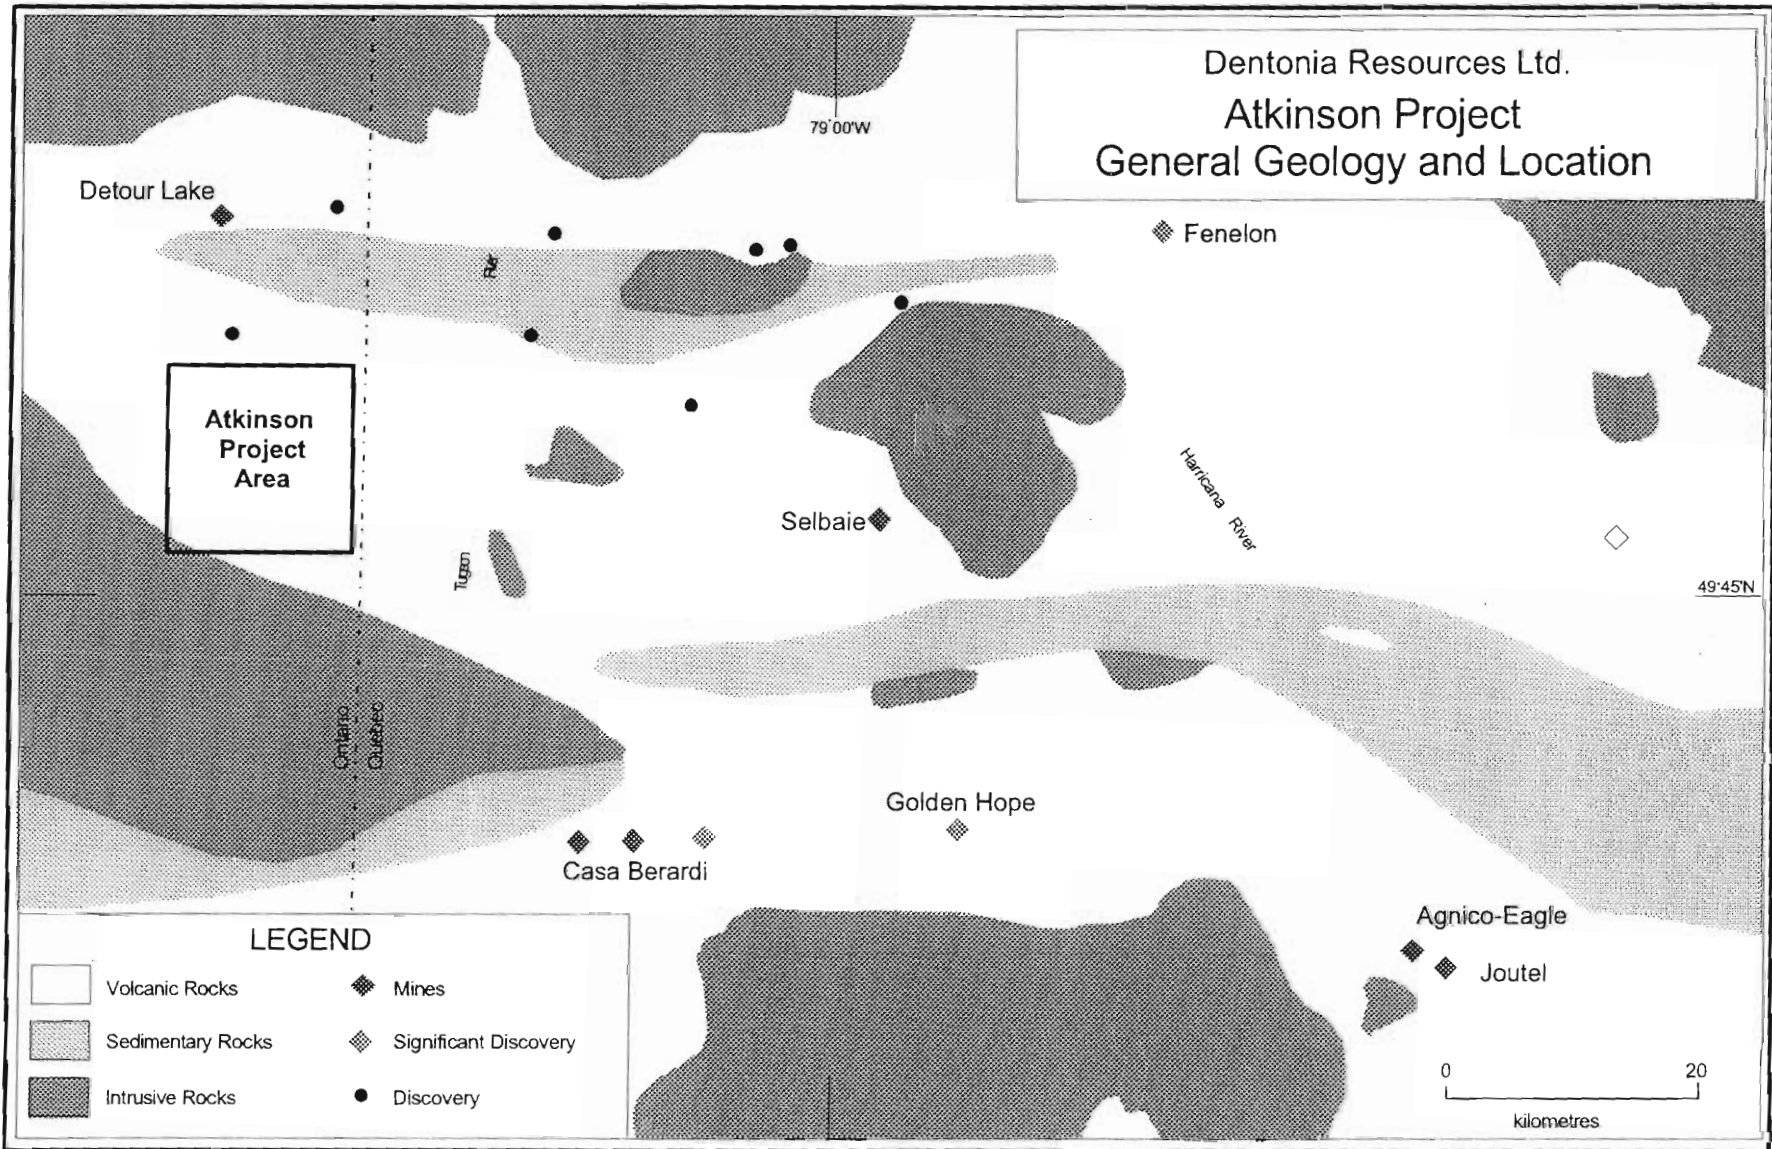 Dentonia Resources Ltd.
Atkinson Project
General Geology and Location
79°00'W
Detour Lake
Fenelon
River
Atkinson
Project
Area
Harricana River
Selbaie
Tugson
49°45'N
Ontario
Quebec
Golden Hope
Casa Berardi
Agnico-Eagle
Joutel
LEGEND
Volcanic Rocks
Mines
Sedimentary Rocks
Significant Discovery
Intrusive Rocks
Discovery
0 20
kilometres